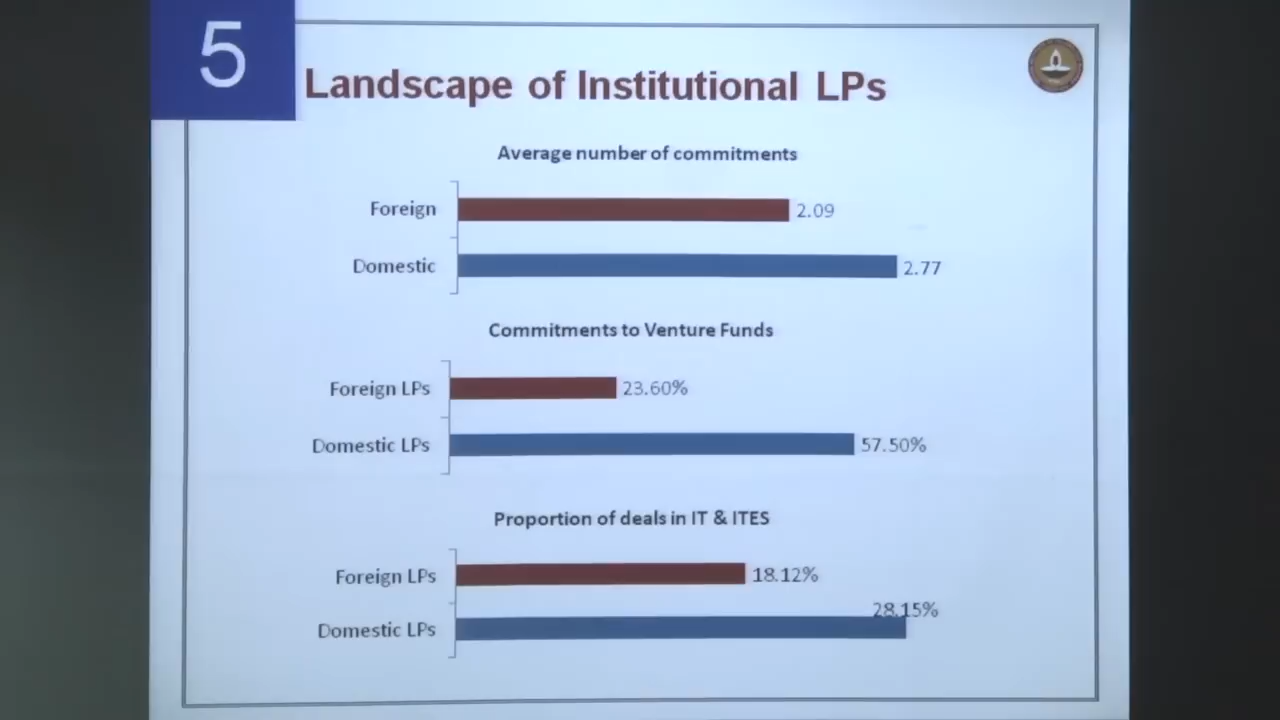 5
Landscape of Institutional LPs
Average number of commitments
Foreign 2.09
Domestic 2.77
Commitments to Venture Funds
Foreign LPs 23.60%
Domestic LPs 57.50%
Proportion of deals in IT & ITES
Foreign LPs 18.12%
28.15%
Domestic LPs